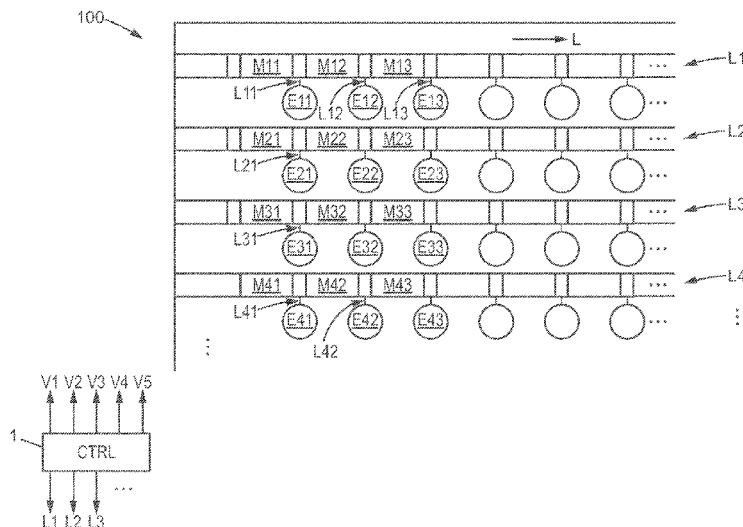 100
L
M11 M12 M13 ... L1
L11 E11 L12 E12 L13 E13 ...
M21 M22 M23 ... L2
L21 E21 E22 E23 ...
M31 M32 M33 ... L3
L31 E31 E32 E33 ...
M41 M42 M43 ... L4
L41 E41 L42 E42 E43 ...
V1 V2 V3 V4 V5
1 CTRL
L1 L2 L3 ...